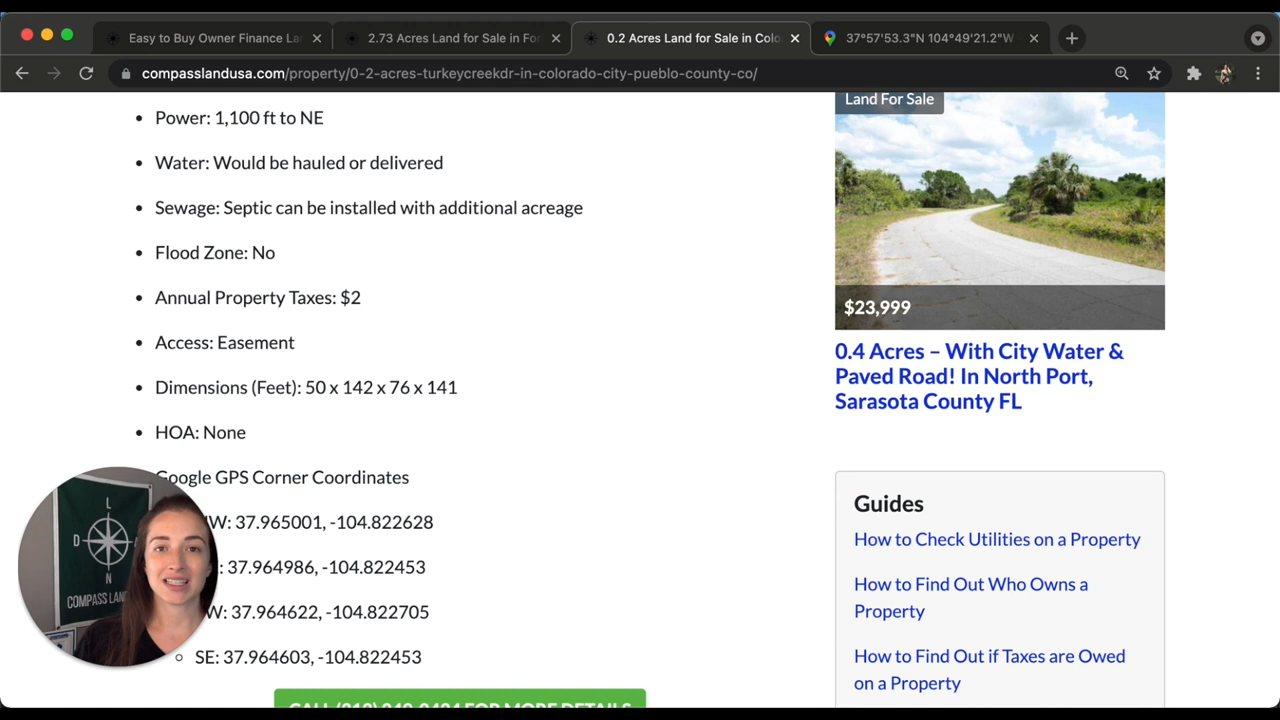 Easy to Buy Owner Finance La
2.73 Acres Land for Sale in For
0.2 Acres Land for Sale in Colo
37°57'53.3"N 104°49'21.2"W
compasslandusa.com/property/0-2-acres-turkeycreekdr-in-colorado-city-pueblo-county-co/
Power: 1,100 ft to NE
Water: Would be hauled or delivered
Sewage: Septic can be installed with additional acreage
Flood Zone: No
Annual Property Taxes: $2
Access: Easement
Dimensions (Feet): 50 x 142 x 76 x 141
HOA: None
Google GPS Corner Coordinates
W: 37.965001, -104.822628
: 37.964986, -104.822453
W: 37.964622, -104.822705
SE: 37.964603, -104.822453
L
D
N
COMPASS LAN
Land For Sale
$23,999
0.4 Acres – With City Water &
Paved Road! In North Port,
Sarasota County FL
Guides
How to Check Utilities on a Property
How to Find Out Who Owns a
Property
How to Find Out if Taxes are Owed
on a Property